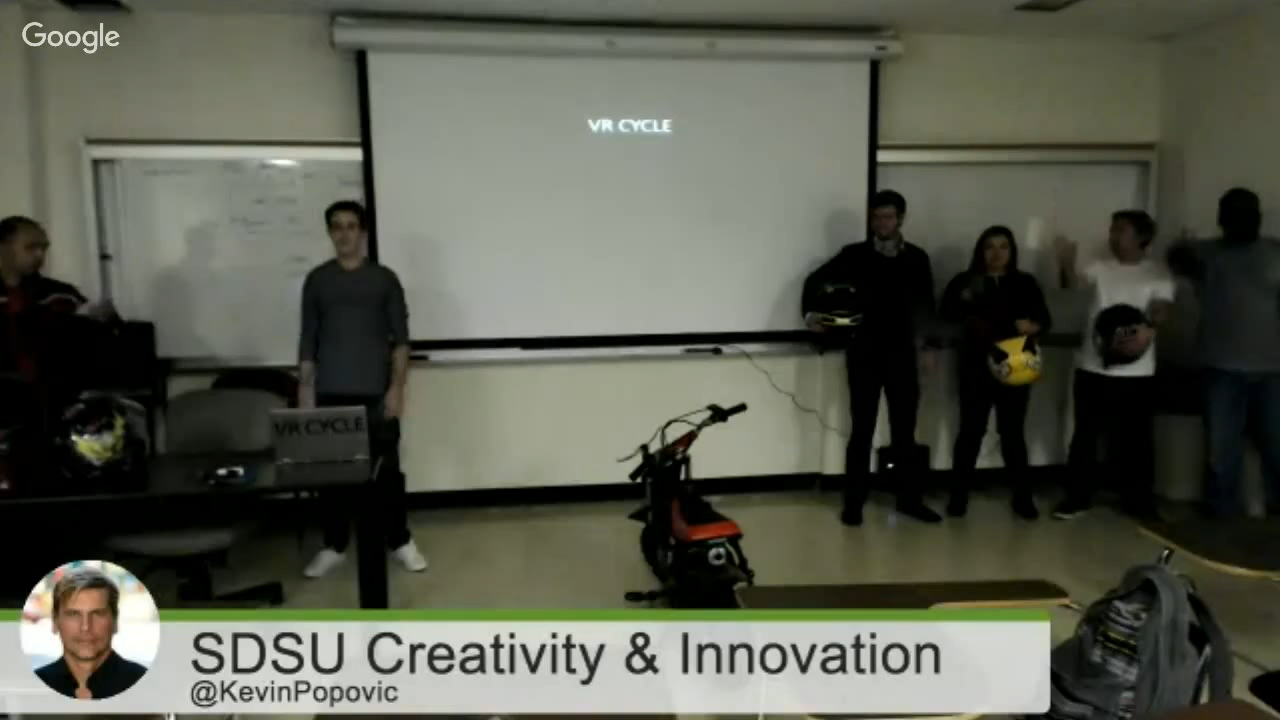 Google
VR CYCLE
VR CYCLE
SDSU Creativity & Innovation
@KevinPopovic